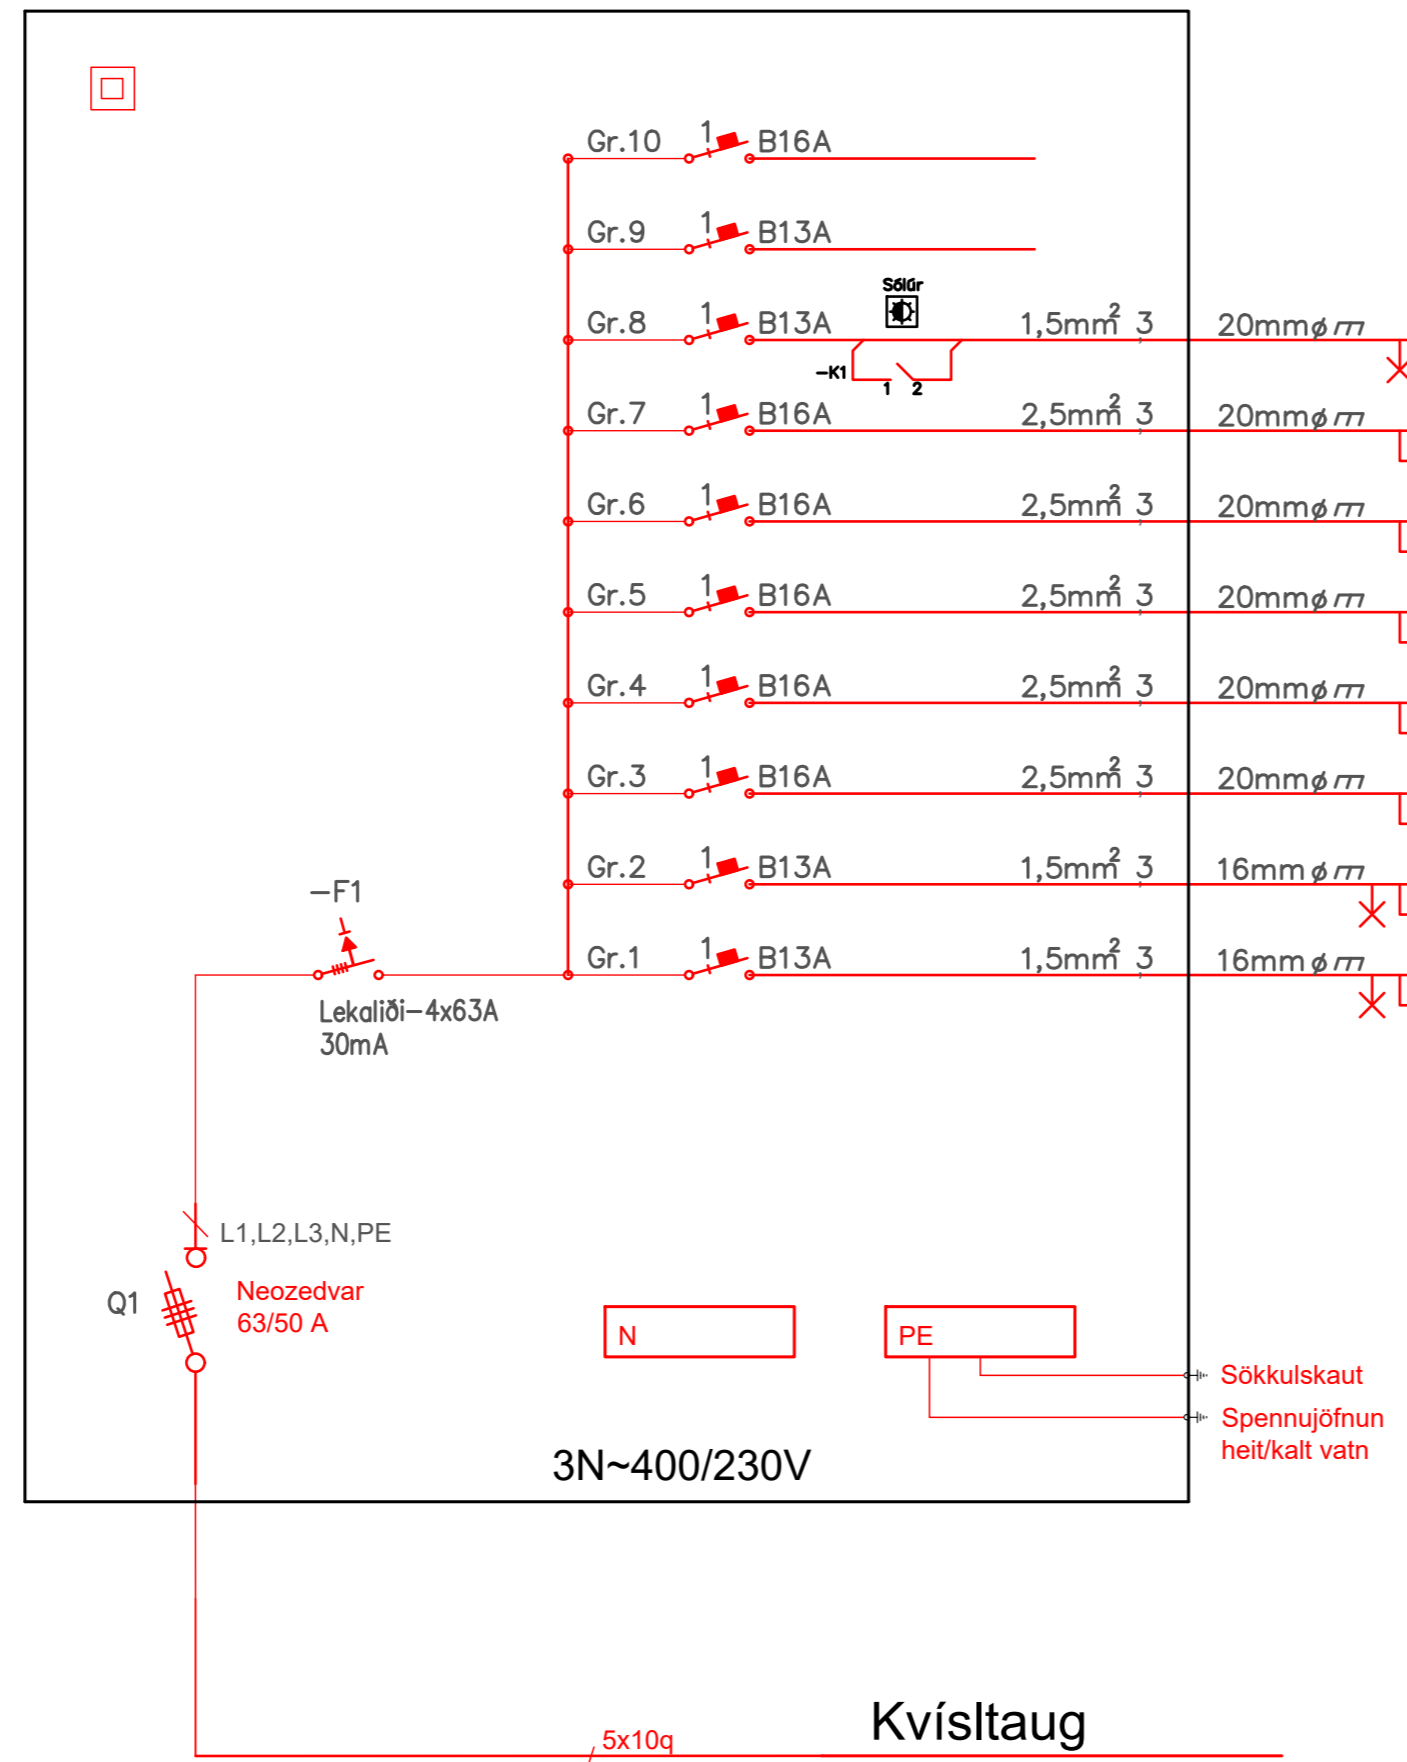 Gr.10 1 B16A
Gr.9 1 B13A
Sólúr
Gr.8 1 B13A 1,5mm² 3 20mmø
-K1 1 2
Gr.7 1 B16A 2,5mm² 3 20mmø
Gr.6 1 B16A 2,5mm² 3 20mmø
Gr.5 1 B16A 2,5mm² 3 20mmø
Gr.4 1 B16A 2,5mm² 3 20mmø
Gr.3 1 B16A 2,5mm² 3 20mmø
Gr.2 1 B13A 1,5mm² 3 16mmø
-F1
Gr.1 1 B13A 1,5mm² 3 16mmø
Lekaliði-4x63A
30mA
L1,L2,L3,N,PE
Q1
Neozedvar
63/50 A
N
PE
Sökkulskaut
Spennujöfnun
heit/kalt vatn
3N~400/230V
Kvísltaug
5x10q